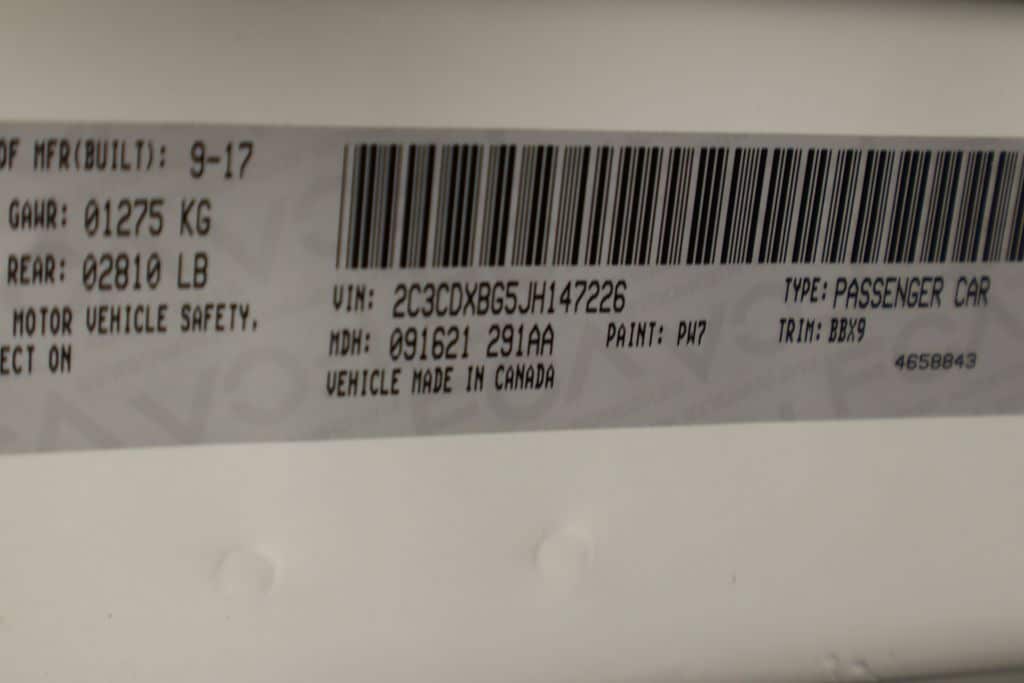 OF MFR(BUILT): 9-17
GAWR: 01275 KG
REAR: 02810 LB
MOTOR VEHICLE SAFETY,
ECT ON
VIN: 2C3CDXBG5JH147226
TYPE: PASSENGER CAR
MDH: 091621 291AA
PAINT: PW7
TRIM: BBX9
VEHICLE MADE IN CANADA
4658843